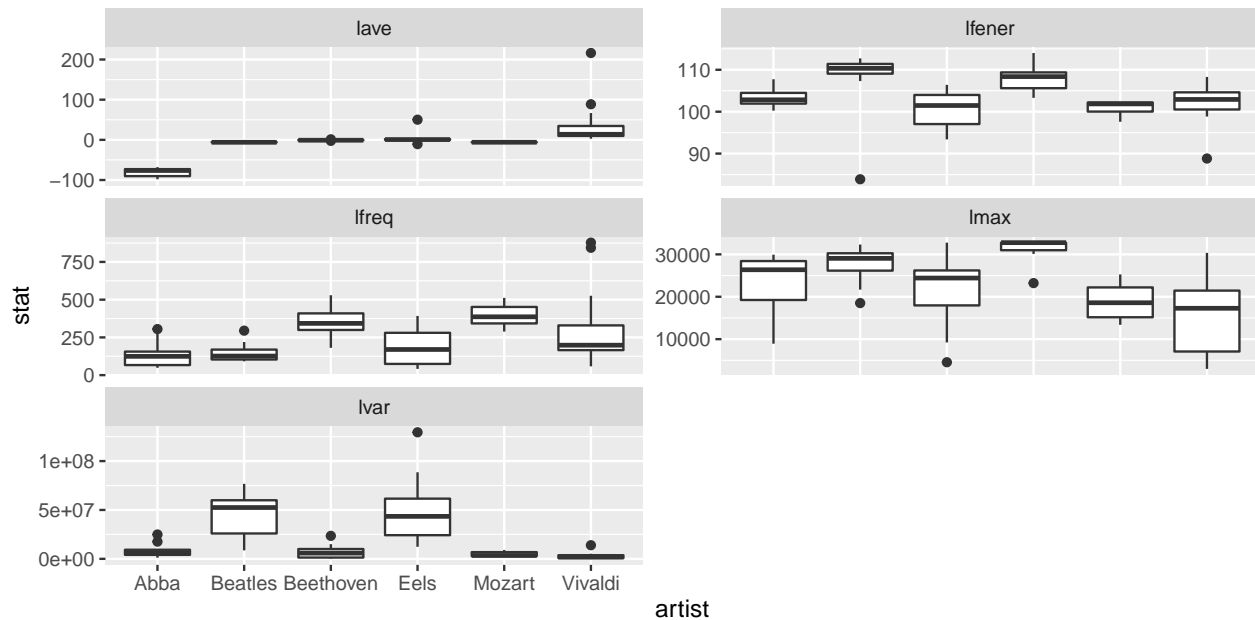 lave
200
100
0
−100
lfener
110
100
90
lfreq
750
500
250
0
lmax
30000
20000
10000
lvar
1e+08
5e+07
0e+00
Abba Beatles Beethoven Eels Mozart Vivaldi
stat
artist